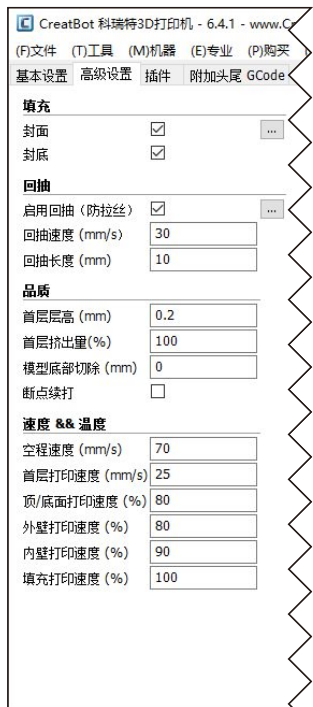 CreatBot 科瑞特3D打印机 - 6.4.1 - www.C
(F)文件 (T)工具 (M)机器 (E)专业 (P)购买
基本设置 高级设置 插件 附加头尾 GCode
填充
封面 ...
封底
回抽
启用回抽（防拉丝） ...
回抽速度 (mm/s) 30
回抽长度 (mm) 10
品质
首层层高 (mm) 0.2
首层挤出量(%) 100
模型底部切除 (mm) 0
断点续打
速度 && 温度
空程速度 (mm/s) 70
首层打印速度 (mm/s) 25
顶/底面打印速度 (%) 80
外壁打印速度 (%) 80
内壁打印速度 (%) 90
填充打印速度 (%) 100